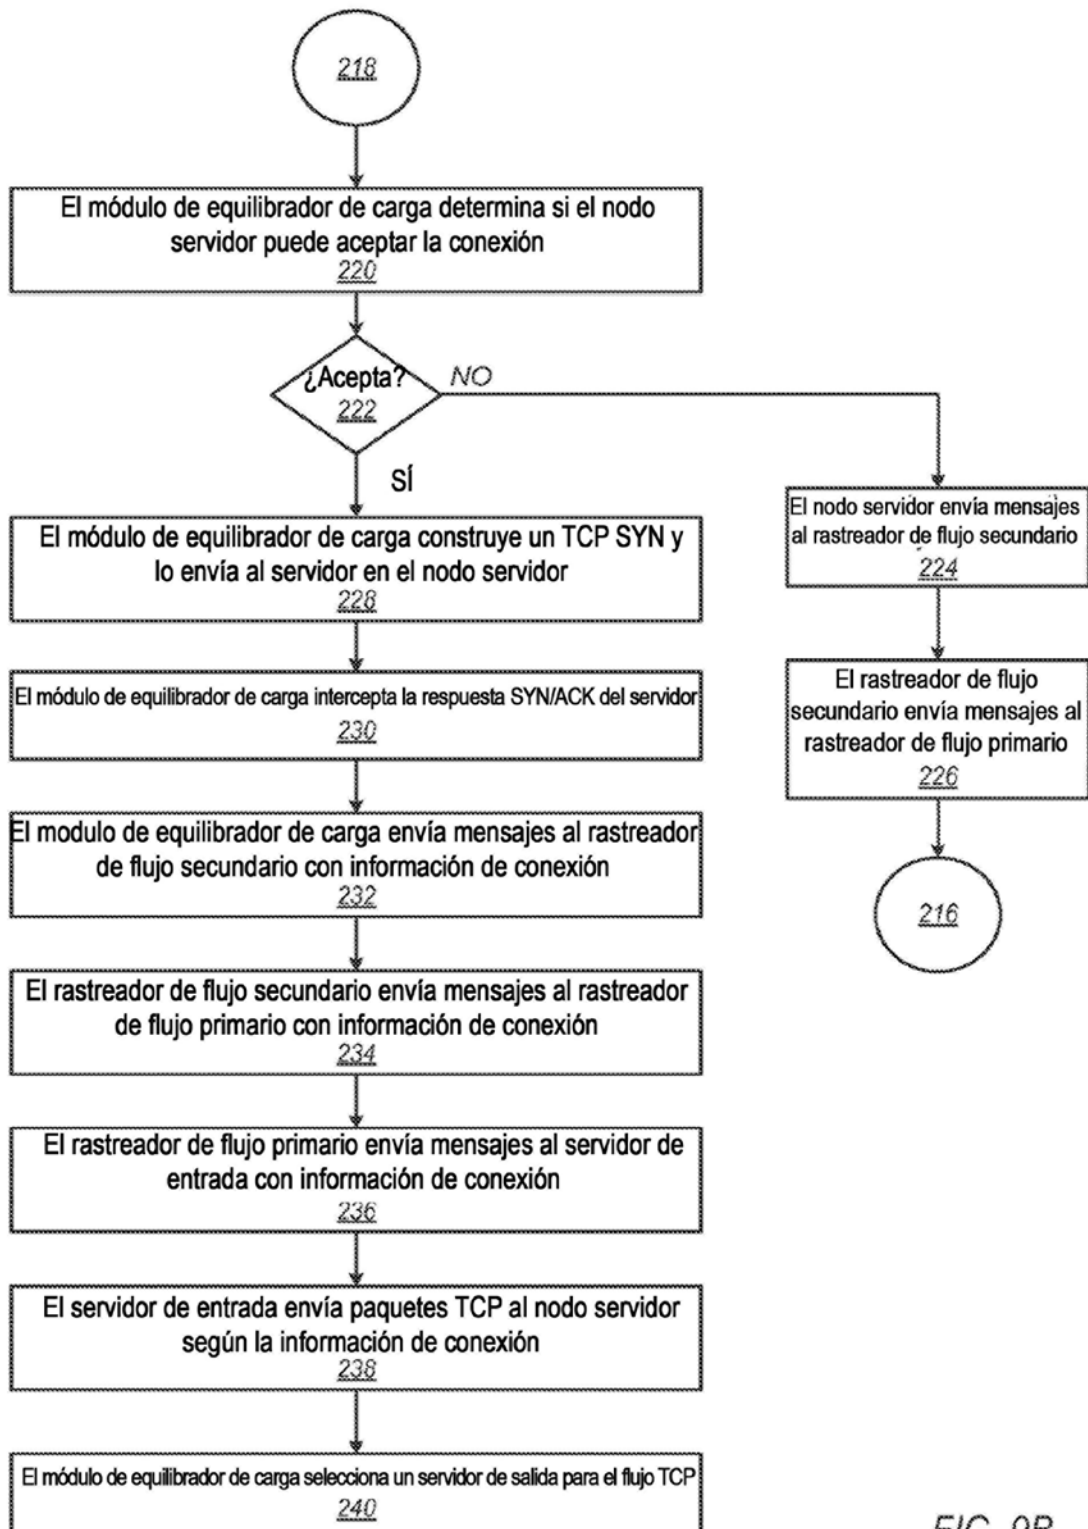 218
El módulo de equilibrador de carga determina si el nodo
servidor puede aceptar la conexión
220
¿Acepta?
222
NO
SÍ
El nodo servidor envía mensajes
al rastreador de flujo secundario
224
El módulo de equilibrador de carga construye un TCP SYN y
lo envía al servidor en el nodo servidor
228
El rastreador de flujo
secundario envía mensajes al
rastreador de flujo primario
226
El módulo de equilibrador de carga intercepta la respuesta SYN/ACK del servidor
230
216
El modulo de equilibrador de carga envía mensajes al rastreador
de flujo secundario con información de conexión
232
El rastreador de flujo secundario envía mensajes al rastreador
de flujo primario con información de conexión
234
El rastreador de flujo primario envía mensajes al servidor de
entrada con información de conexión
236
El servidor de entrada envía paquetes TCP al nodo servidor
según la información de conexión
238
El módulo de equilibrador de carga selecciona un servidor de salida para el flujo TCP
240
FIG. 9B